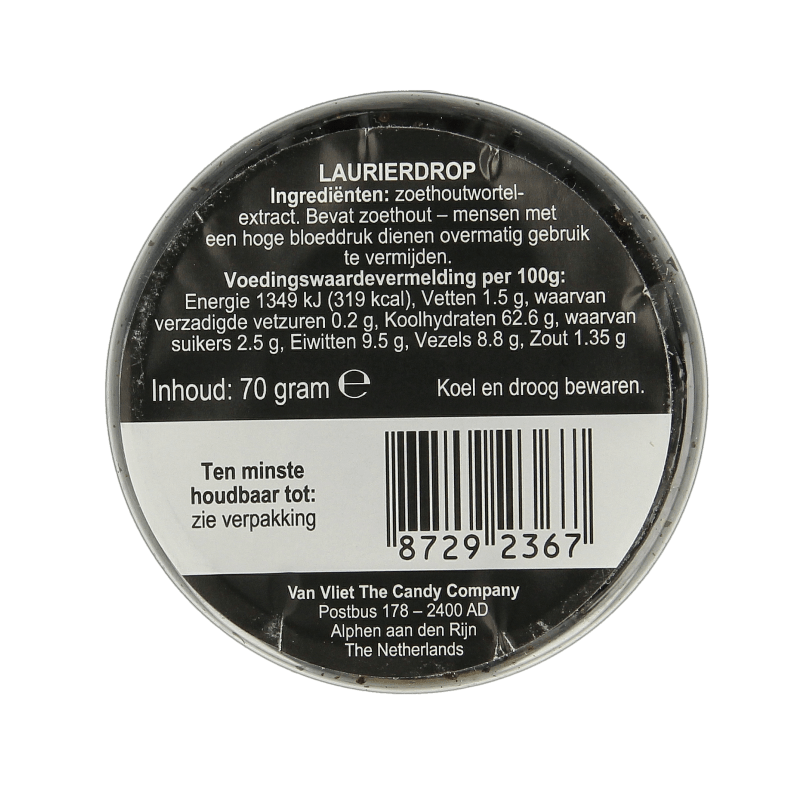 LAURIERDROP
Ingrediënten: zoethoutwortel-
extract. Bevat zoethout – mensen met
een hoge bloeddruk dienen overmatig gebruik
te vermijden.
Voedingswaardevermelding per 100g:
Energie 1349 kJ (319 kcal), Vetten 1.5 g, waarvan
verzadigde vetzuren 0.2 g, Koolhydraten 62.6 g, waarvan
suikers 2.5 g, Eiwitten 9.5 g, Vezels 8.8 g, Zout 1.35 g
Inhoud: 70 gram ℮ Koel en droog bewaren.
Ten minste
houdbaar tot:
zie verpakking
8729 2367
Van Vliet The Candy Company
Postbus 178 – 2400 AD
Alphen aan den Rijn
The Netherlands